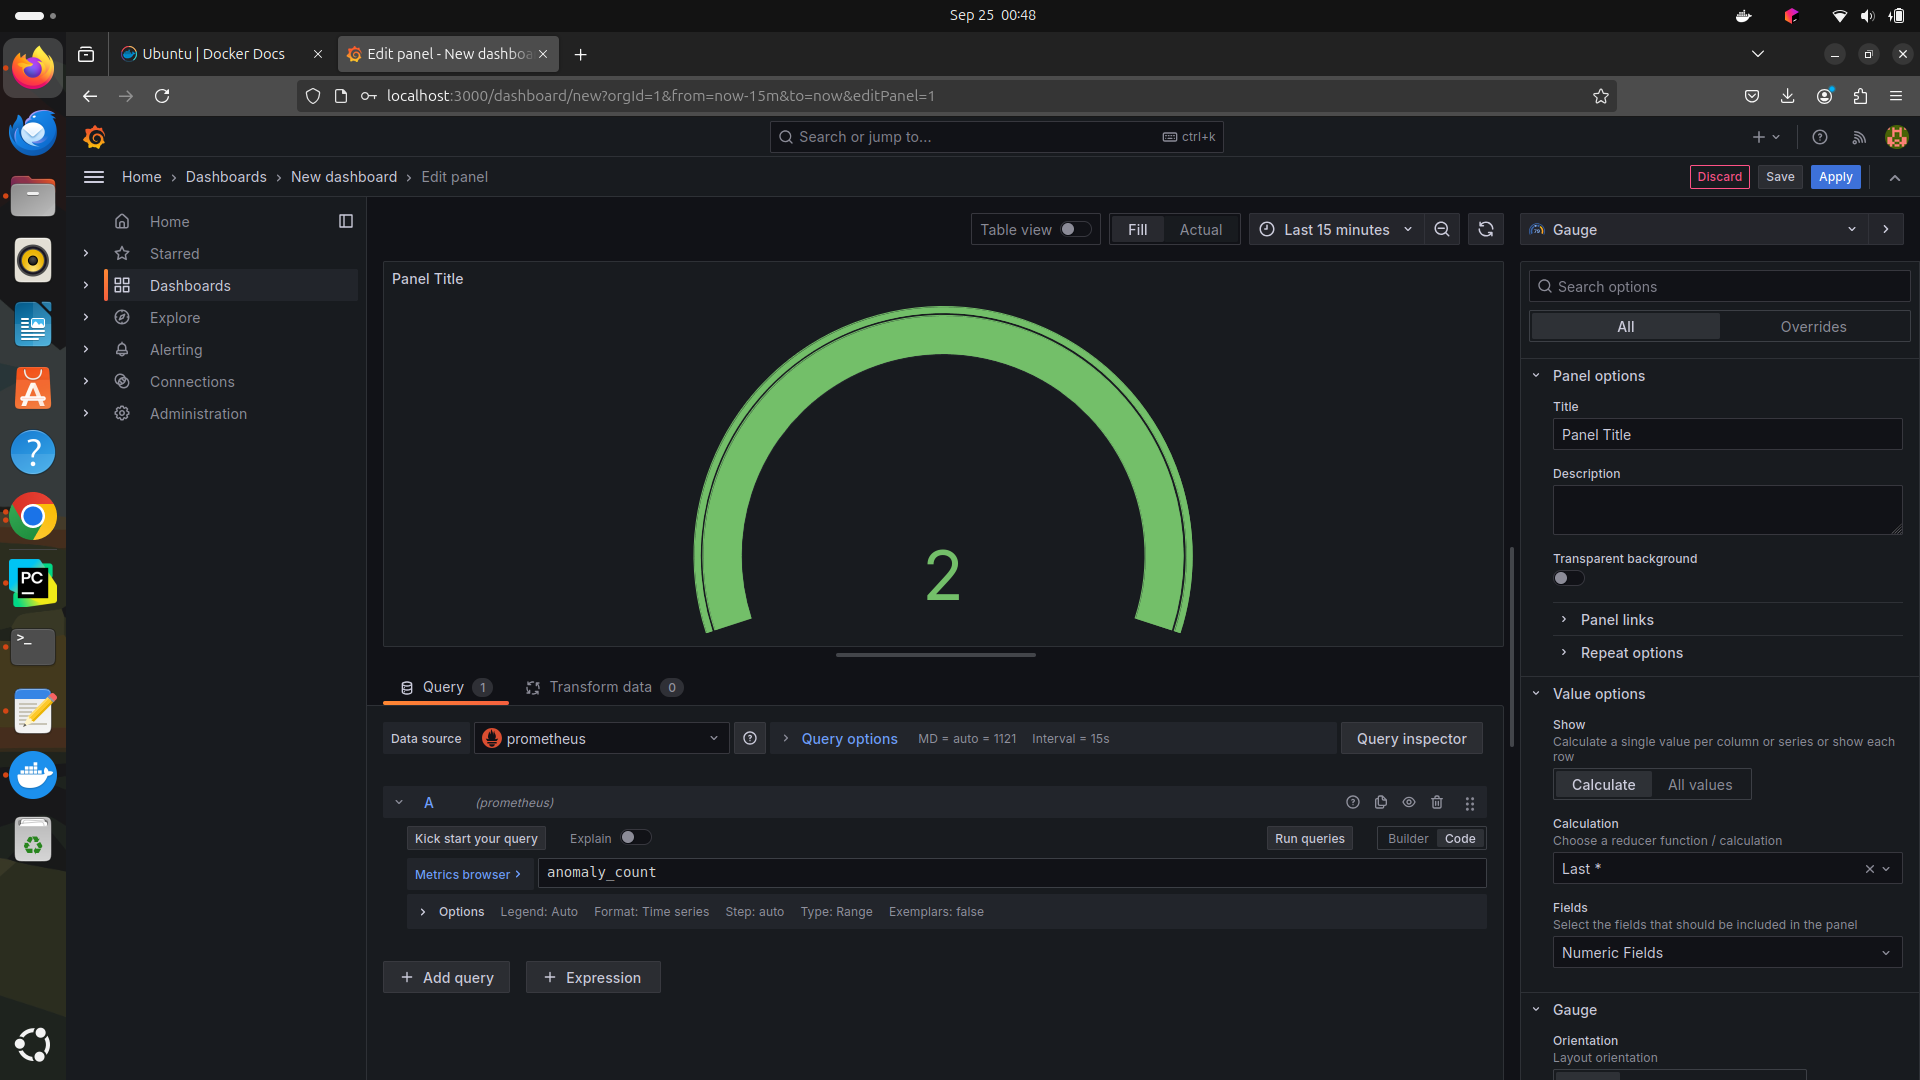 Sep 25 00:48
Ubuntu | Docker Docs
Edit panel - New dashboa
localhost:3000/dashboard/new?orgId=1&from=now-15m&to=now&editPanel=1
Search or jump to...
ctrl+k
Home › Dashboards › New dashboard › Edit panel
Discard
Save
Apply
Home
Starred
Dashboards
Explore
Alerting
Connections
Administration
Table view
Fill
Actual
Last 15 minutes
Gauge
Panel Title
2
Search options
All
Overrides
Panel options
Title
Panel Title
Description
Transparent background
Panel links
Repeat options
Value options
Show
Calculate a single value per column or series or show each
row
Calculate
All values
Calculation
Choose a reducer function / calculation
Last *
Fields
Select the fields that should be included in the panel
Numeric Fields
Gauge
Orientation
Layout orientation
Query 1
Transform data 0
Data source
prometheus
Query options
MD = auto = 1121
Interval = 15s
Query inspector
A
(prometheus)
Kick start your query
Explain
Run queries
Builder
Code
Metrics browser ›
anomaly_count
Options
Legend: Auto
Format: Time series
Step: auto
Type: Range
Exemplars: false
+ Add query
+ Expression
PC
>_